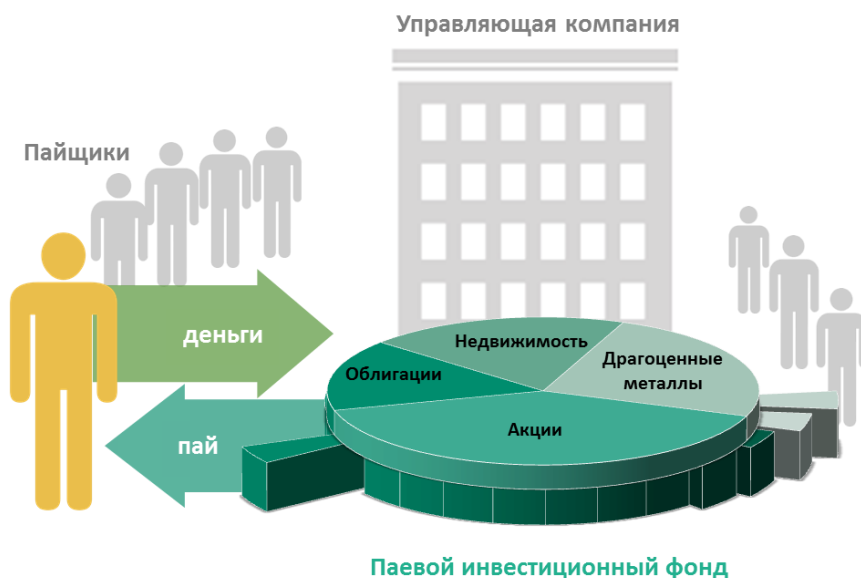 Управляющая компания
Пайщики
деньги
Недвижимость
Драгоценные
металлы
Облигации
Акции
пай
Паевой инвестиционный фонд